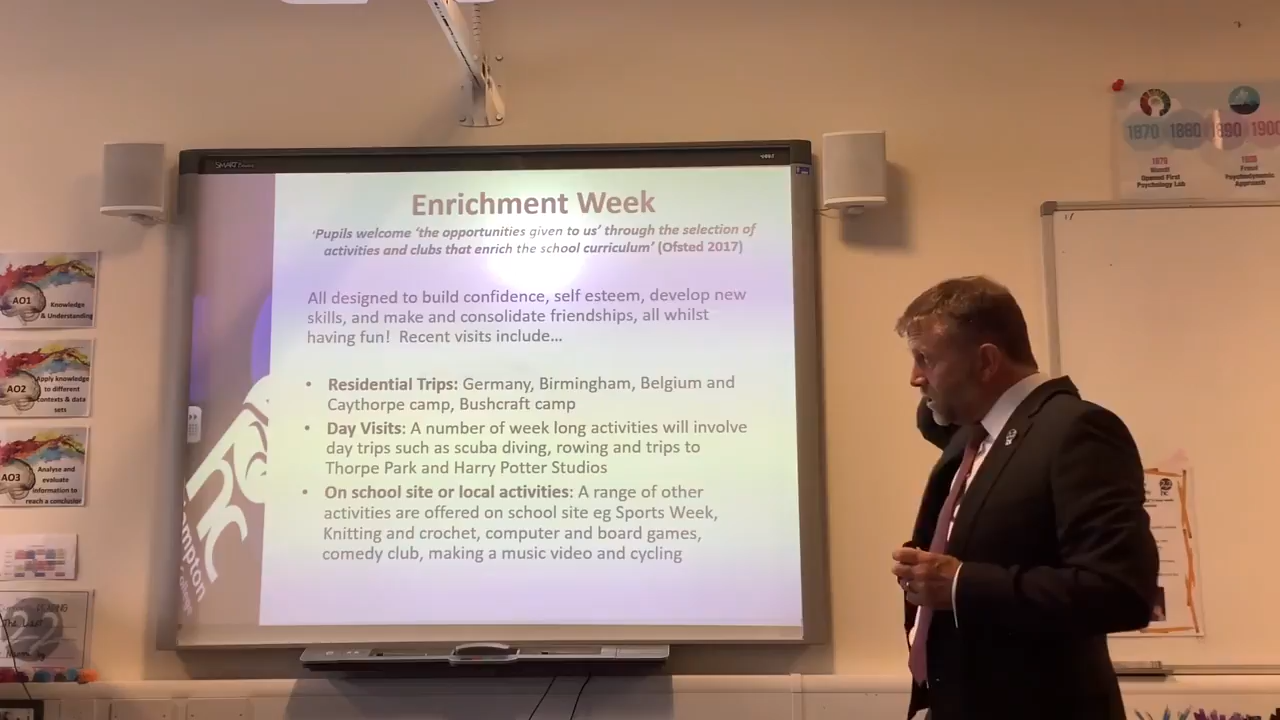 SMART
Enrichment Week
'Pupils welcome 'the opportunities given to us' through the selection of
activities and clubs that enrich the school curriculum' (Ofsted 2017)
All designed to build confidence, self esteem, develop new
skills, and make and consolidate friendships, all whilst
having fun! Recent visits include...
• Residential Trips: Germany, Birmingham, Belgium and
Caythorpe camp, Bushcraft camp
• Day Visits: A number of week long activities will involve
day trips such as scuba diving, rowing and trips to
Thorpe Park and Harry Potter Studios
• On school site or local activities: A range of other
activities are offered on school site eg Sports Week,
Knitting and crochet, computer and board games,
comedy club, making a music video and cycling
hc
ampton
college
AO1
Knowledge
& Understanding
AO2
Apply knowledge
to different
contexts & data
sets
AO3
Analyse and
evaluate
information to
reach a conclusion
READING
The Last
1870 1880 1890 1900
1879
Wundt
Opened First
Psychology Lab
Freud
Psychodynamic
Approach